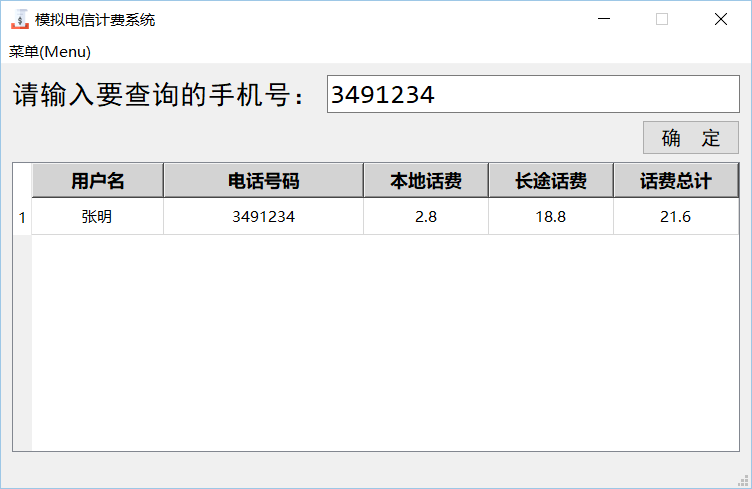 模拟电信计费系统
菜单(Menu)
请输入要查询的手机号： 3491234
确 定
用户名 电话号码 本地话费 长途话费 话费总计
1 张明 3491234 2.8 18.8 21.6